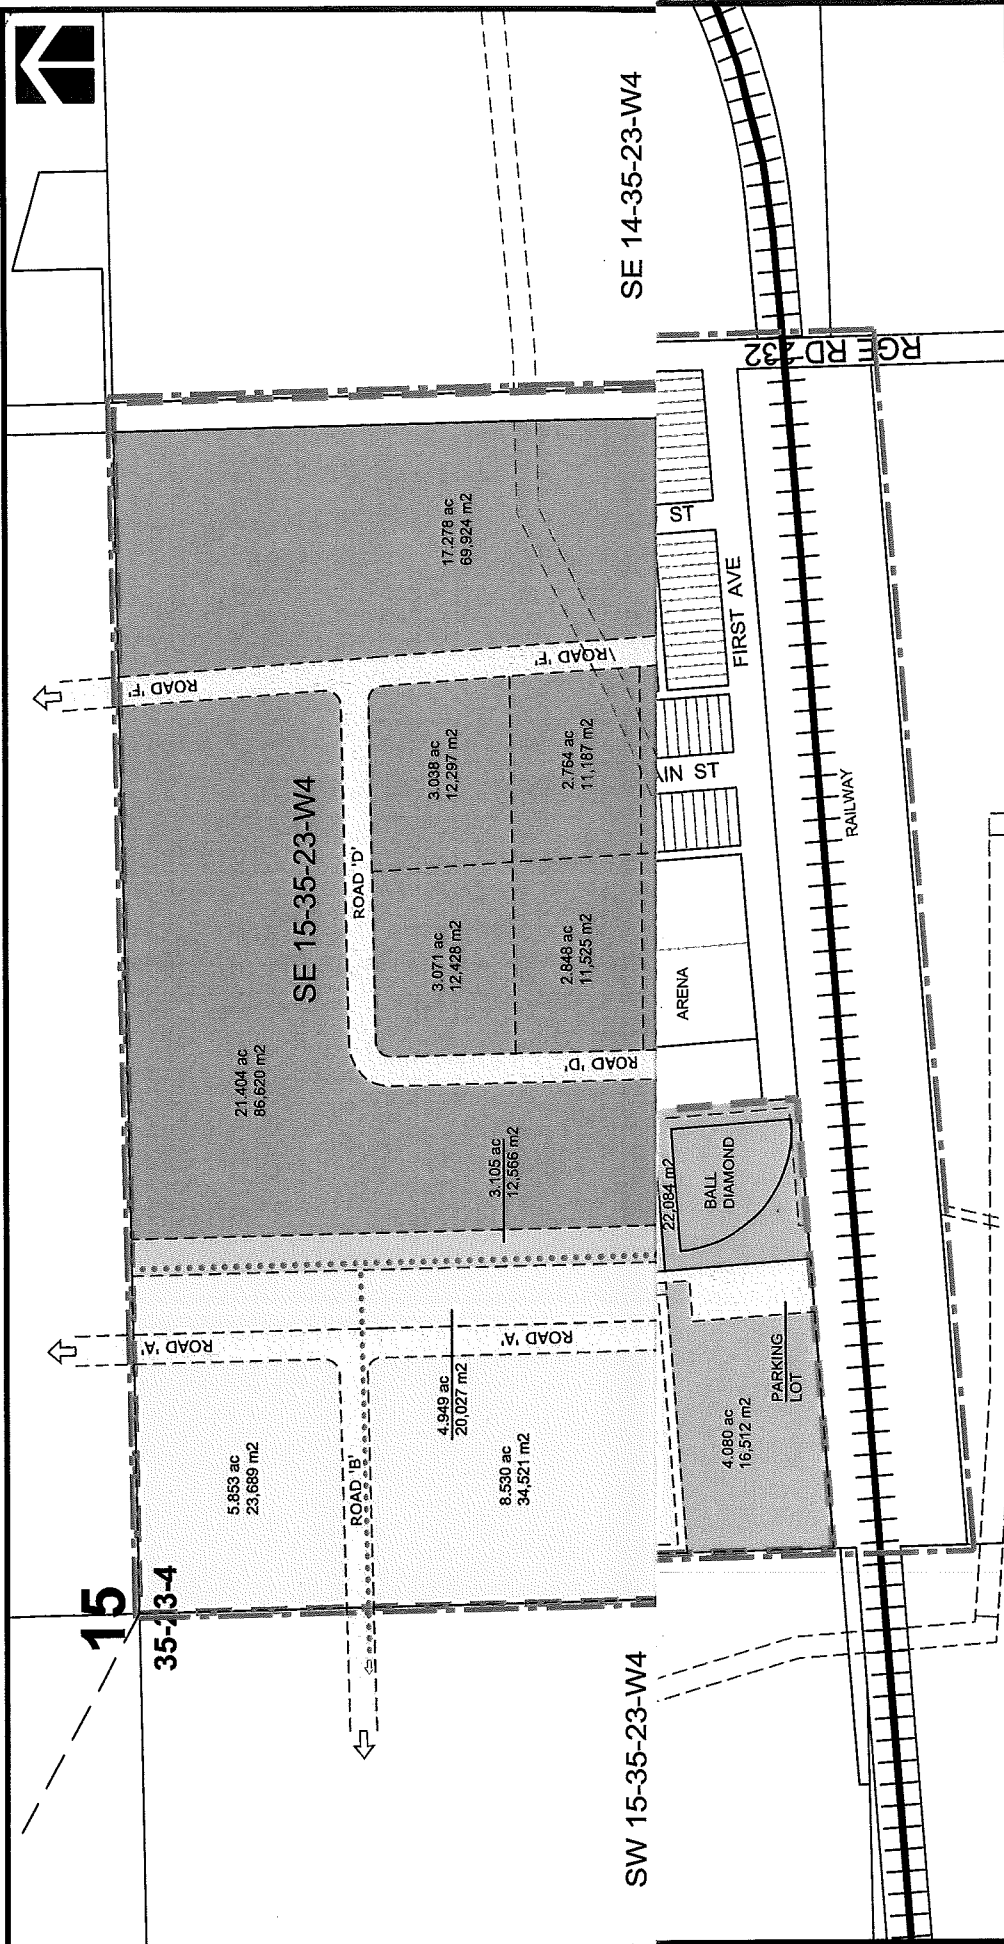 15
35-23-4
SE 15-35-23-W4
SE 14-35-23-W4
SW 15-35-23-W4
5.853 ac
23,689 m2
8.530 ac
34,521 m2
4.949 ac
20,027 m2
ROAD 'A'
ROAD 'A'
ROAD 'B'
21.404 ac
86,620 m2
3.105 ac
12,566 m2
ROAD 'D'
ROAD 'D'
3.071 ac
12,428 m2
2.848 ac
11,525 m2
3.038 ac
12,297 m2
2.764 ac
11,187 m2
ROAD 'F'
ROAD 'F'
17.278 ac
69,924 m2
4.080 ac
16,512 m2
PARKING
LOT
22,084 m2
BALL
DIAMOND
ARENA
AIN ST
FIRST AVE
ST
RAILWAY
RGE RD 232